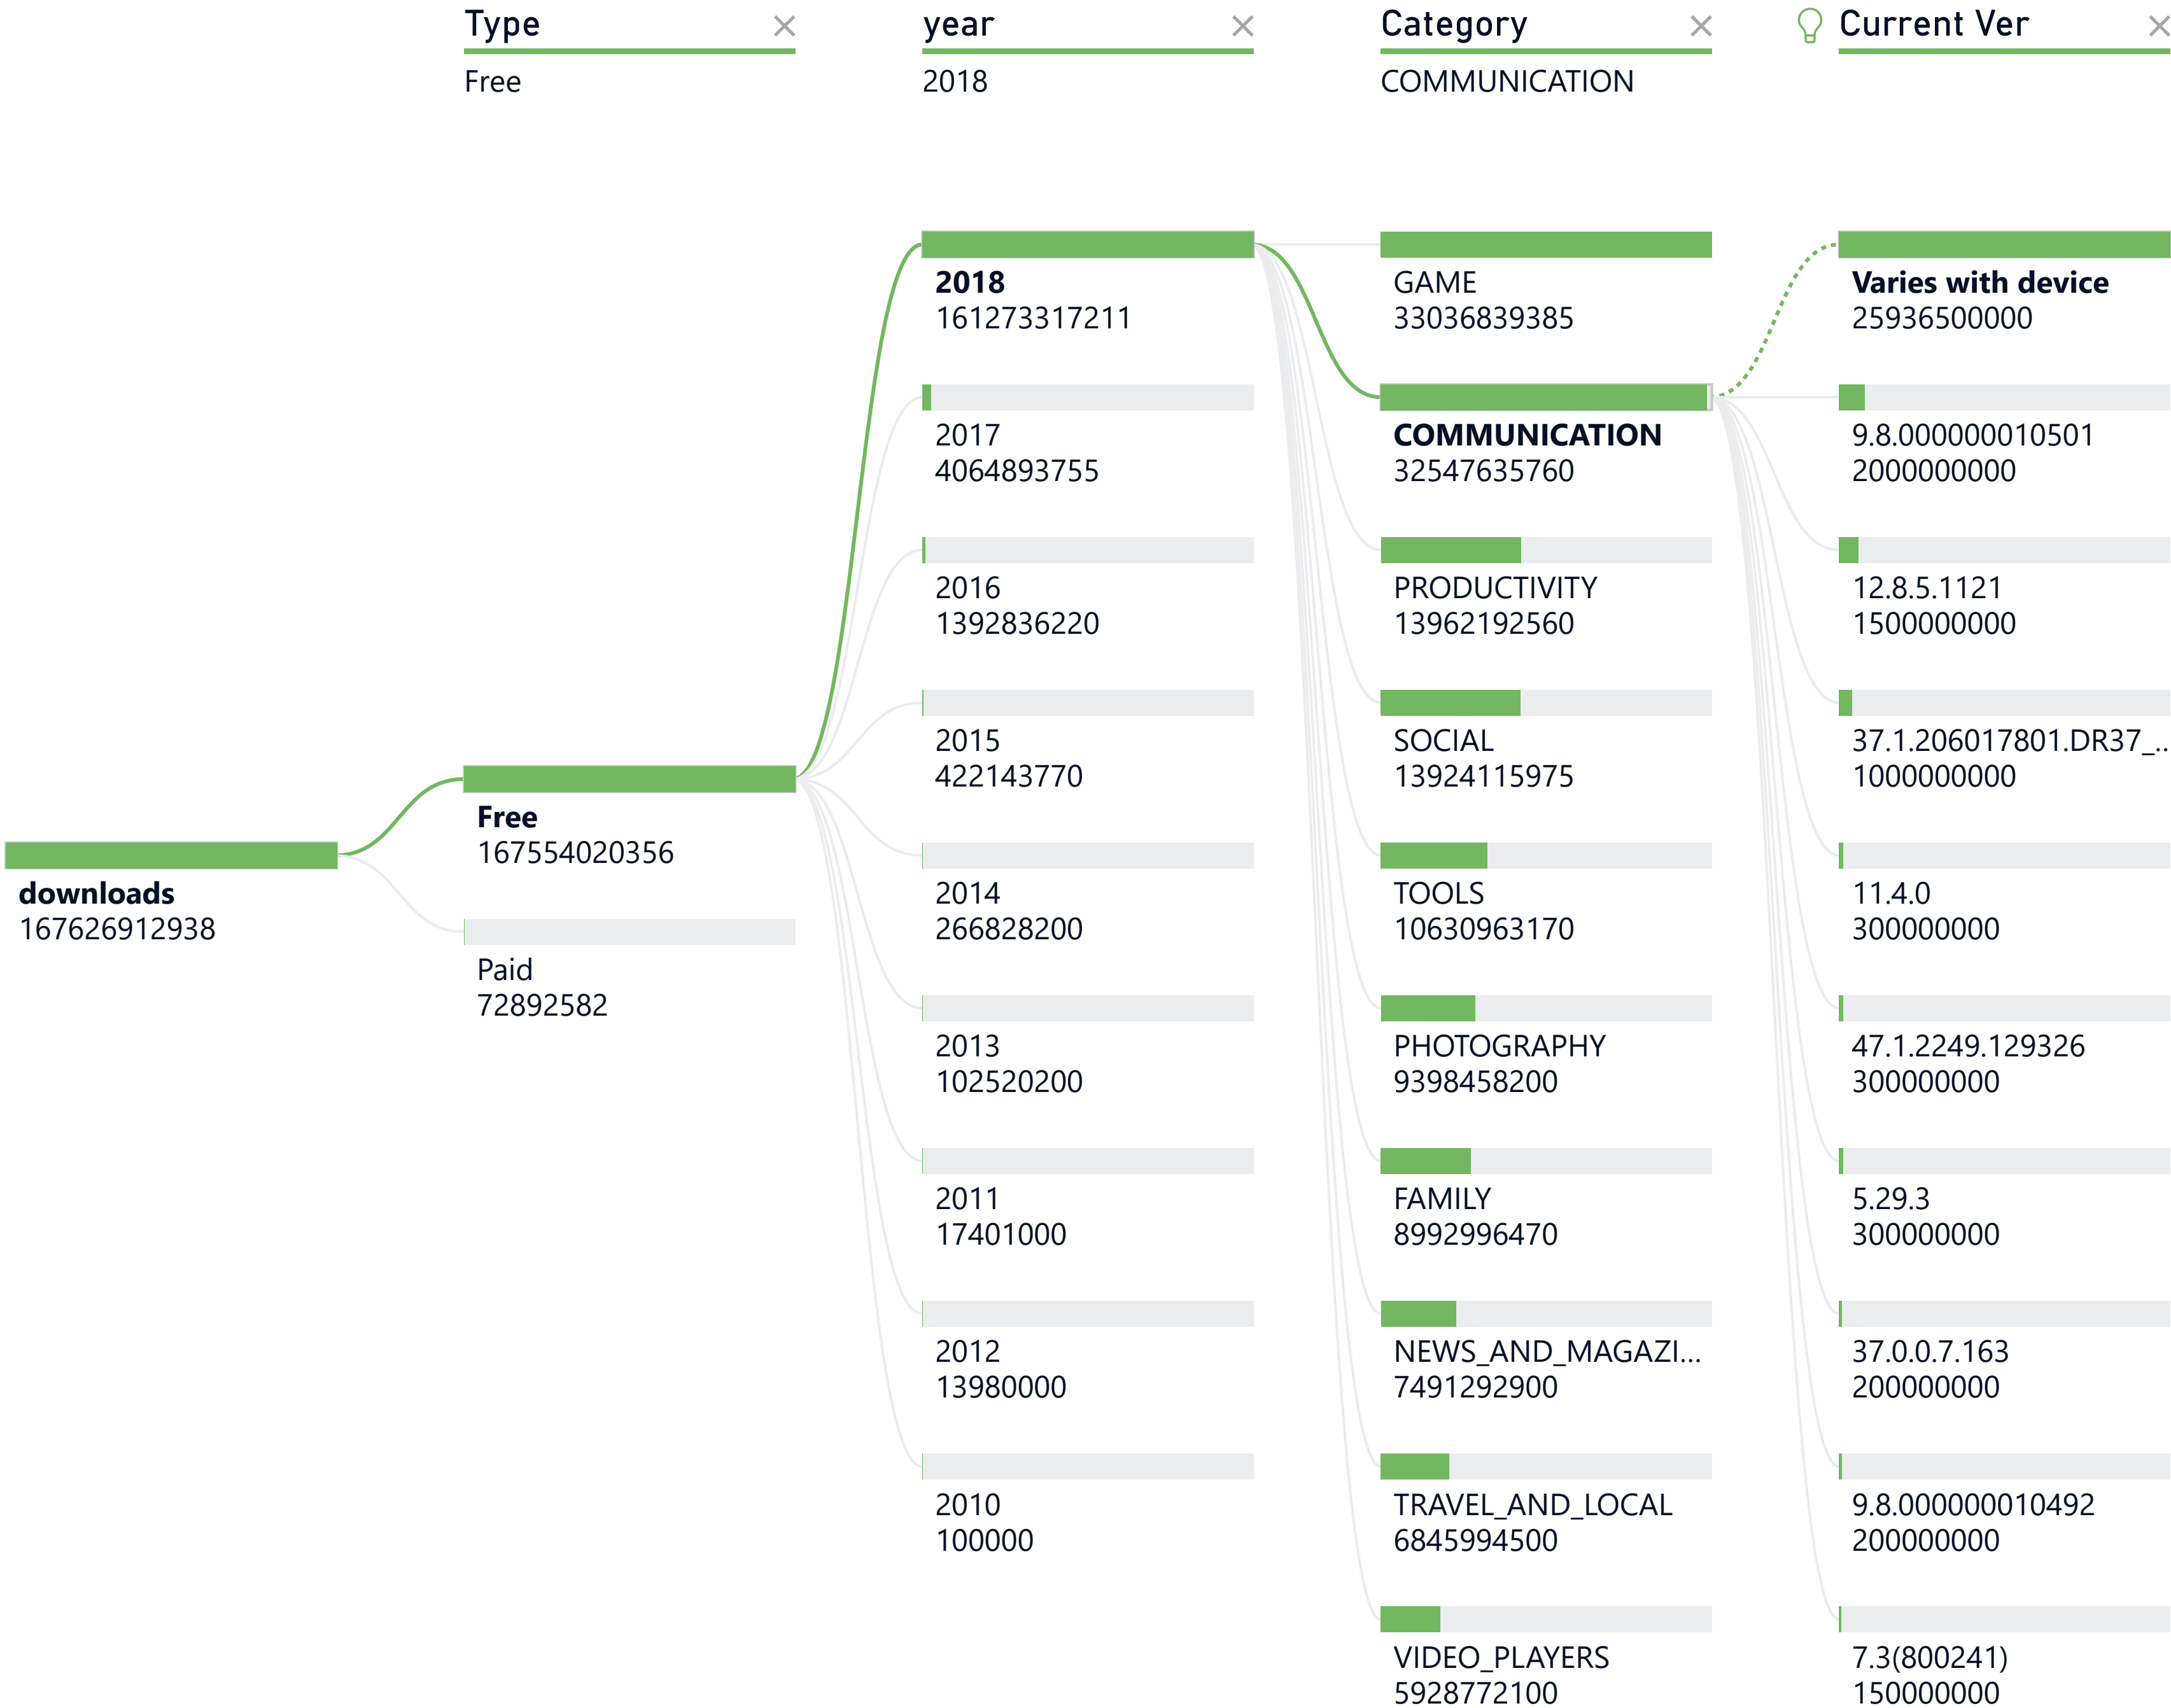 Type
Free
year
2018
Category
COMMUNICATION
Current Ver
downloads
167626912938
Free
167554020356
Paid
72892582
2018
161273317211
2017
4064893755
2016
1392836220
2015
422143770
2014
266828200
2013
102520200
2011
17401000
2012
13980000
2010
100000
GAME
33036839385
COMMUNICATION
32547635760
PRODUCTIVITY
13962192560
SOCIAL
13924115975
TOOLS
10630963170
PHOTOGRAPHY
9398458200
FAMILY
8992996470
NEWS_AND_MAGAZI...
7491292900
TRAVEL_AND_LOCAL
6845994500
VIDEO_PLAYERS
5928772100
Varies with device
25936500000
9.8.000000010501
2000000000
12.8.5.1121
1500000000
37.1.206017801.DR37_..
1000000000
11.4.0
300000000
47.1.2249.129326
300000000
5.29.3
300000000
37.0.0.7.163
200000000
9.8.000000010492
200000000
7.3(800241)
150000000